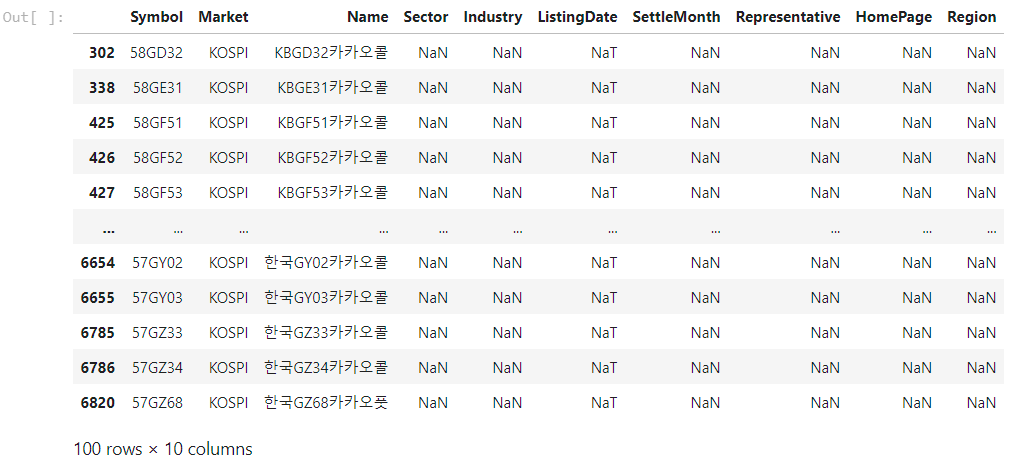 Out[ ]:
Symbol Market Name Sector Industry ListingDate SettleMonth Representative HomePage Region
302 58GD32 KOSPI KBGD32카카오콜 NaN NaN NaT NaN NaN NaN NaN
338 58GE31 KOSPI KBGE31카카오콜 NaN NaN NaT NaN NaN NaN NaN
425 58GF51 KOSPI KBGF51카카오콜 NaN NaN NaT NaN NaN NaN NaN
426 58GF52 KOSPI KBGF52카카오콜 NaN NaN NaT NaN NaN NaN NaN
427 58GF53 KOSPI KBGF53카카오콜 NaN NaN NaT NaN NaN NaN NaN
... ... ... ... ... ... ... ... ... ... ...
6654 57GY02 KOSPI 한국GY02카카오콜 NaN NaN NaT NaN NaN NaN NaN
6655 57GY03 KOSPI 한국GY03카카오콜 NaN NaN NaT NaN NaN NaN NaN
6785 57GZ33 KOSPI 한국GZ33카카오콜 NaN NaN NaT NaN NaN NaN NaN
6786 57GZ34 KOSPI 한국GZ34카카오콜 NaN NaN NaT NaN NaN NaN NaN
6820 57GZ68 KOSPI 한국GZ68카카오풋 NaN NaN NaT NaN NaN NaN NaN
100 rows × 10 columns